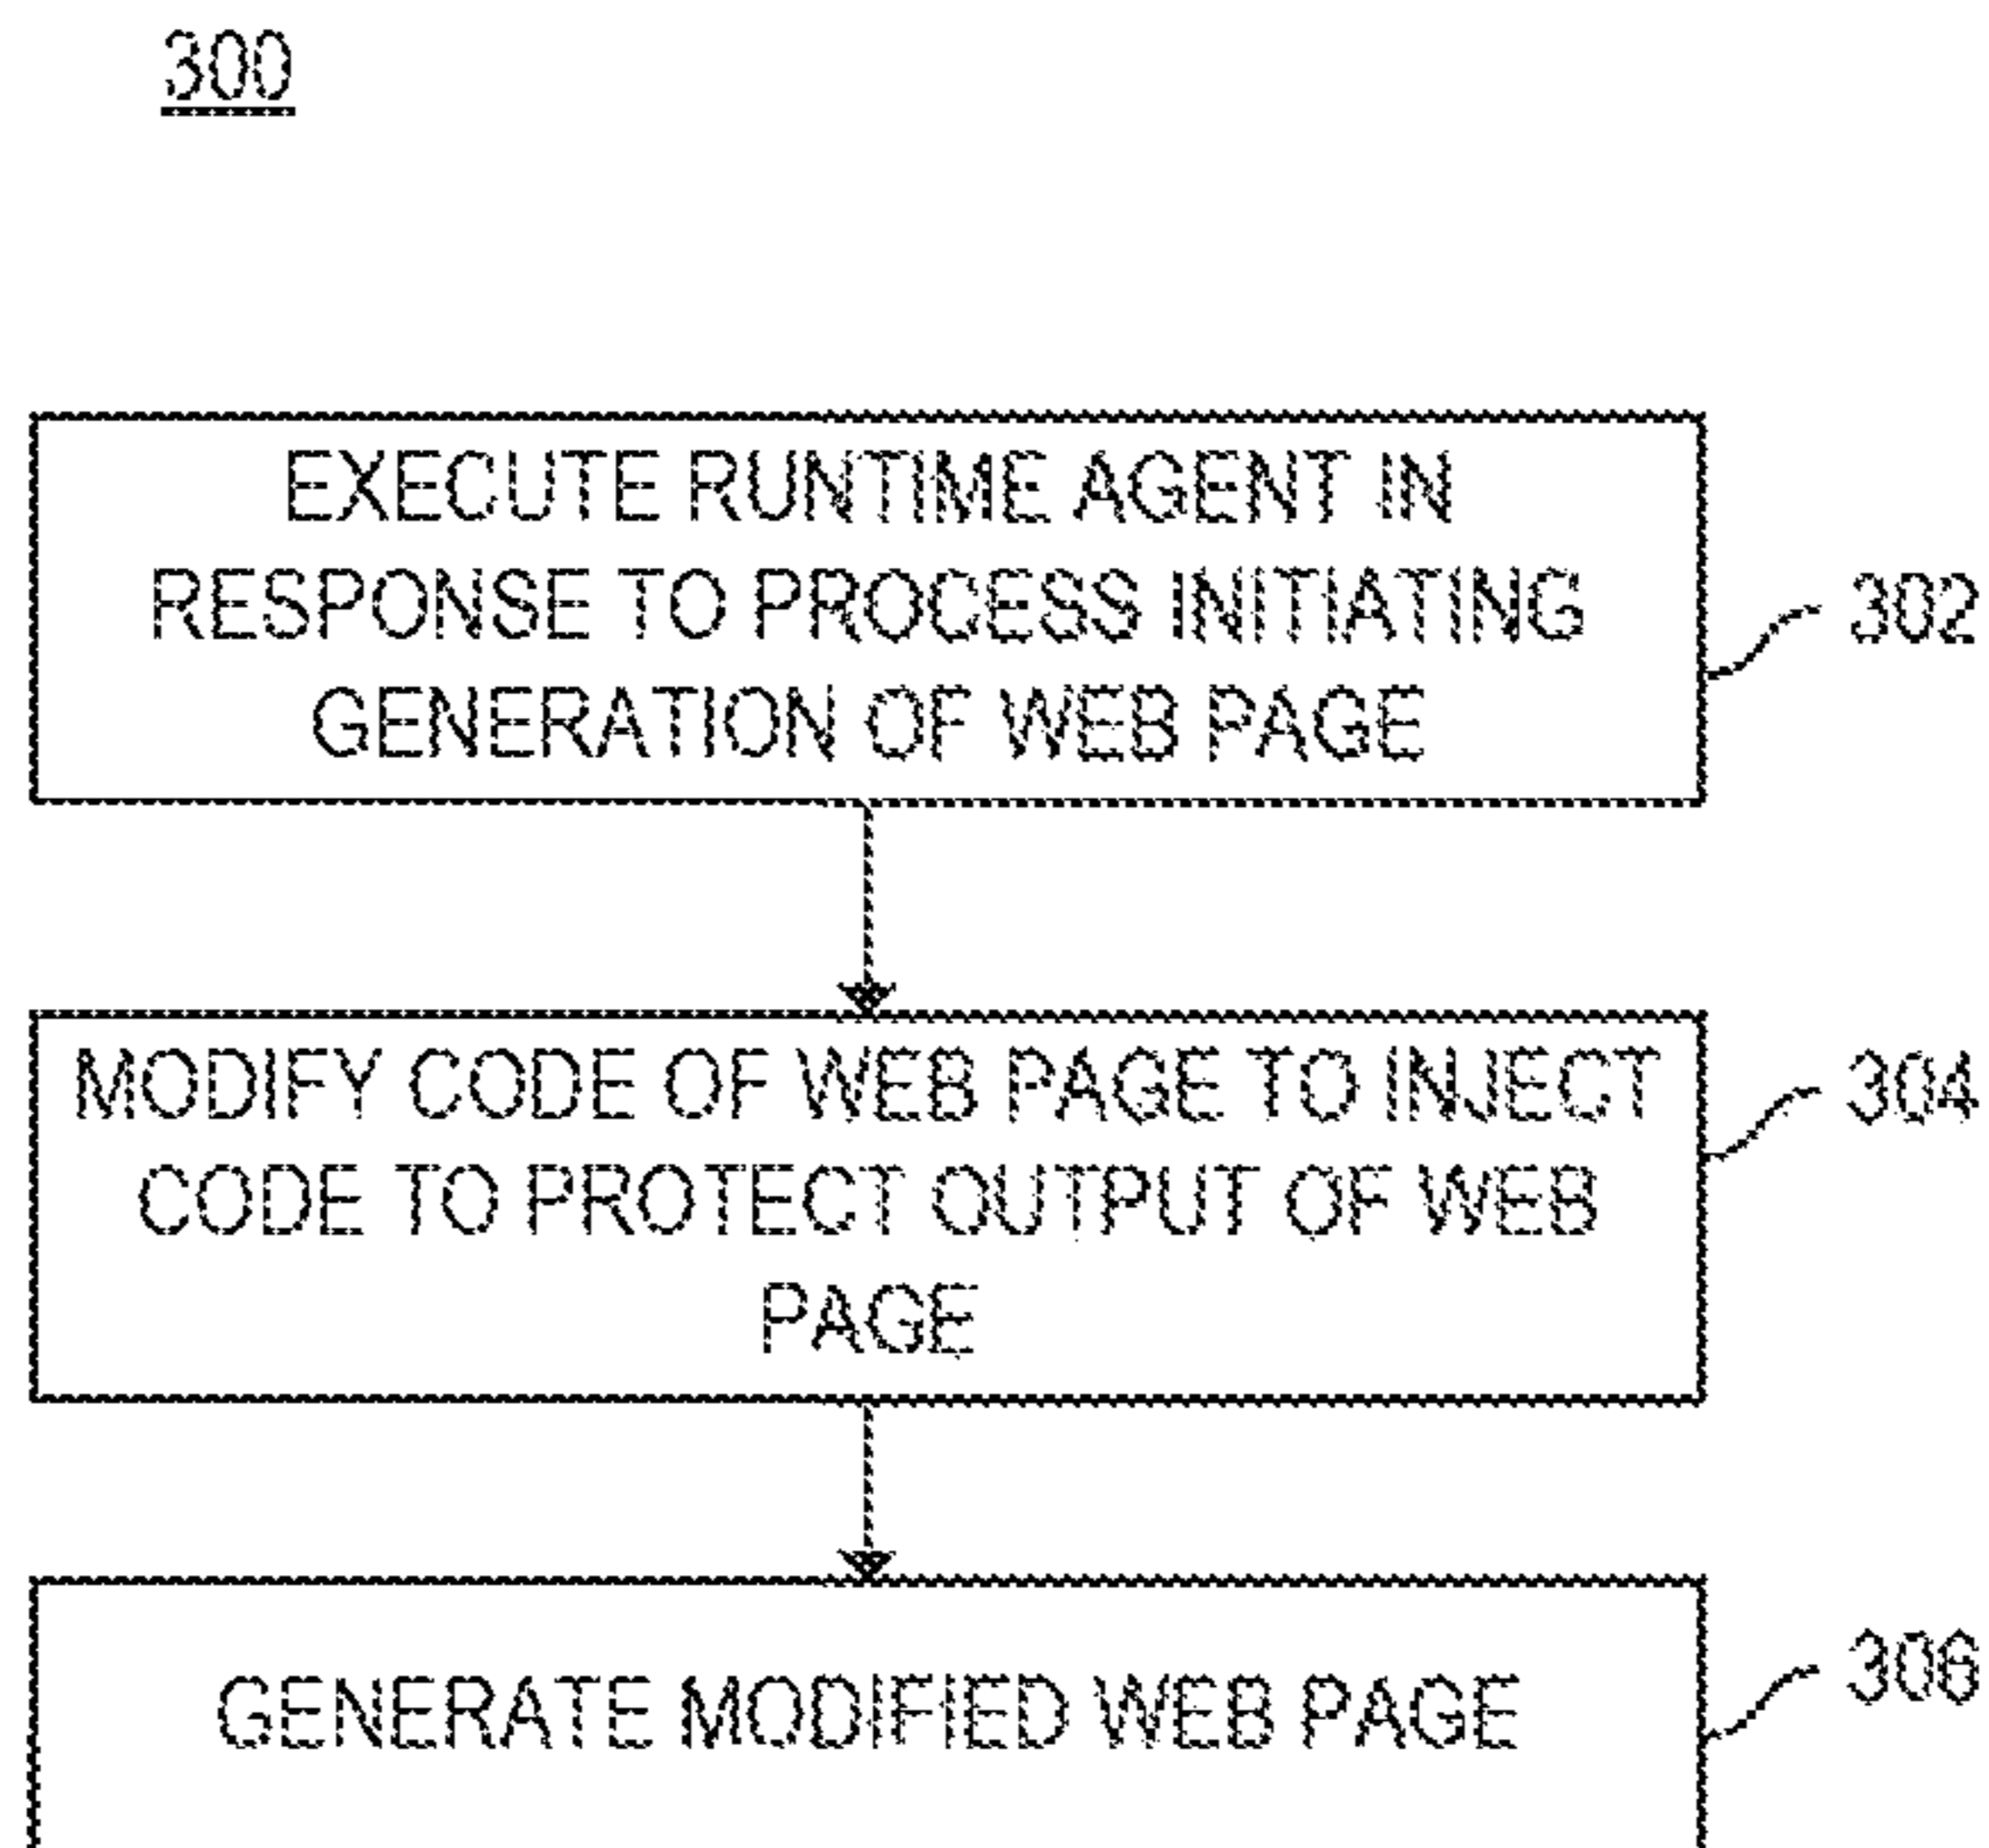 300
EXECUTE RUNTIME AGENT IN
RESPONSE TO PROCESS INITIATING
GENERATION OF WEB PAGE
302
MODIFY CODE OF WEB PAGE TO INJECT
CODE TO PROTECT OUTPUT OF WEB
PAGE
304
GENERATE MODIFIED WEB PAGE
306